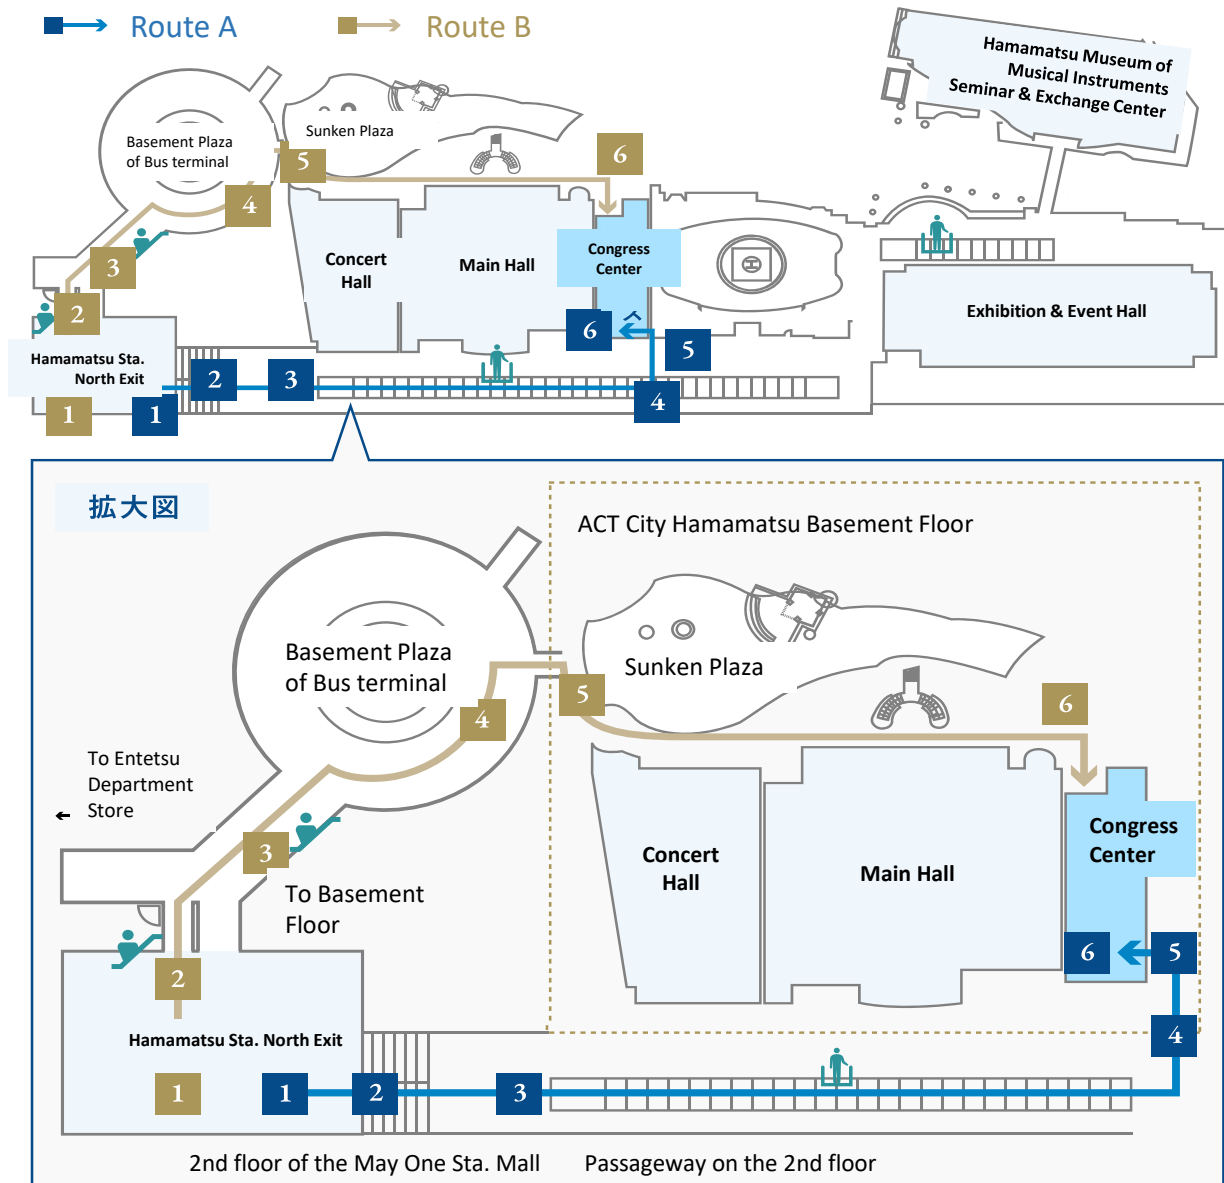 Route A
Route B
Hamamatsu Museum of
Musical Instruments
Seminar & Exchange Center
Basement Plaza
of Bus terminal
Sunken Plaza
5
6
4
3
2
Concert
Hall
Main Hall
Congress
Center
Exhibition & Event Hall
Hamamatsu Sta.
North Exit
1
1
2
3
4
5
6
拡大図
ACT City Hamamatsu Basement Floor
Basement Plaza
of Bus terminal
Sunken Plaza
5
6
4
To Entetsu
Department
Store
3
To Basement
Floor
2
Concert
Hall
Main Hall
Congress
Center
6
5
4
Hamamatsu Sta. North Exit
1
1
2
3
2nd floor of the May One Sta. Mall
Passageway on the 2nd floor